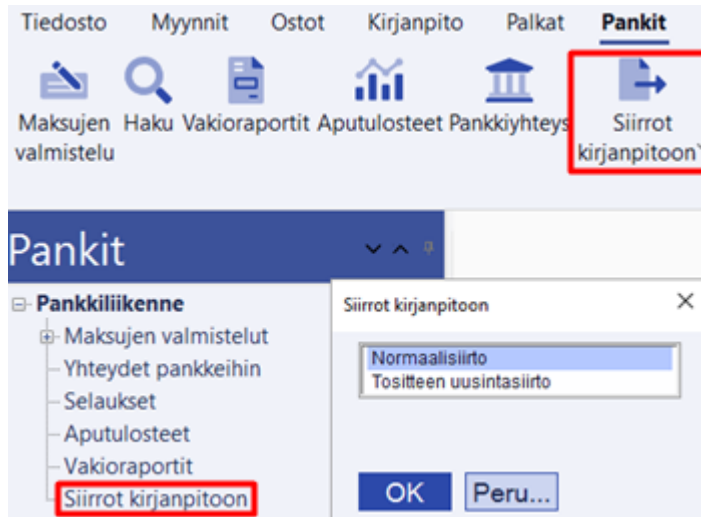 Tiedosto Myynnit Ostot Kirjanpito Palkat Pankit
Maksujen Haku Vakioraportit Aputulosteet Pankkiyhteys Siirrot
valmistelu kirjanpitoon
Pankit
Pankkiliikenne
Maksujen valmistelut
Yhteydet pankkeihin
Selaukset
Aputulosteet
Vakioraportit
Siirrot kirjanpitoon
Siirrot kirjanpitoon
Normaalisiirto
Tositteen uusintasiirto
OK Peru...